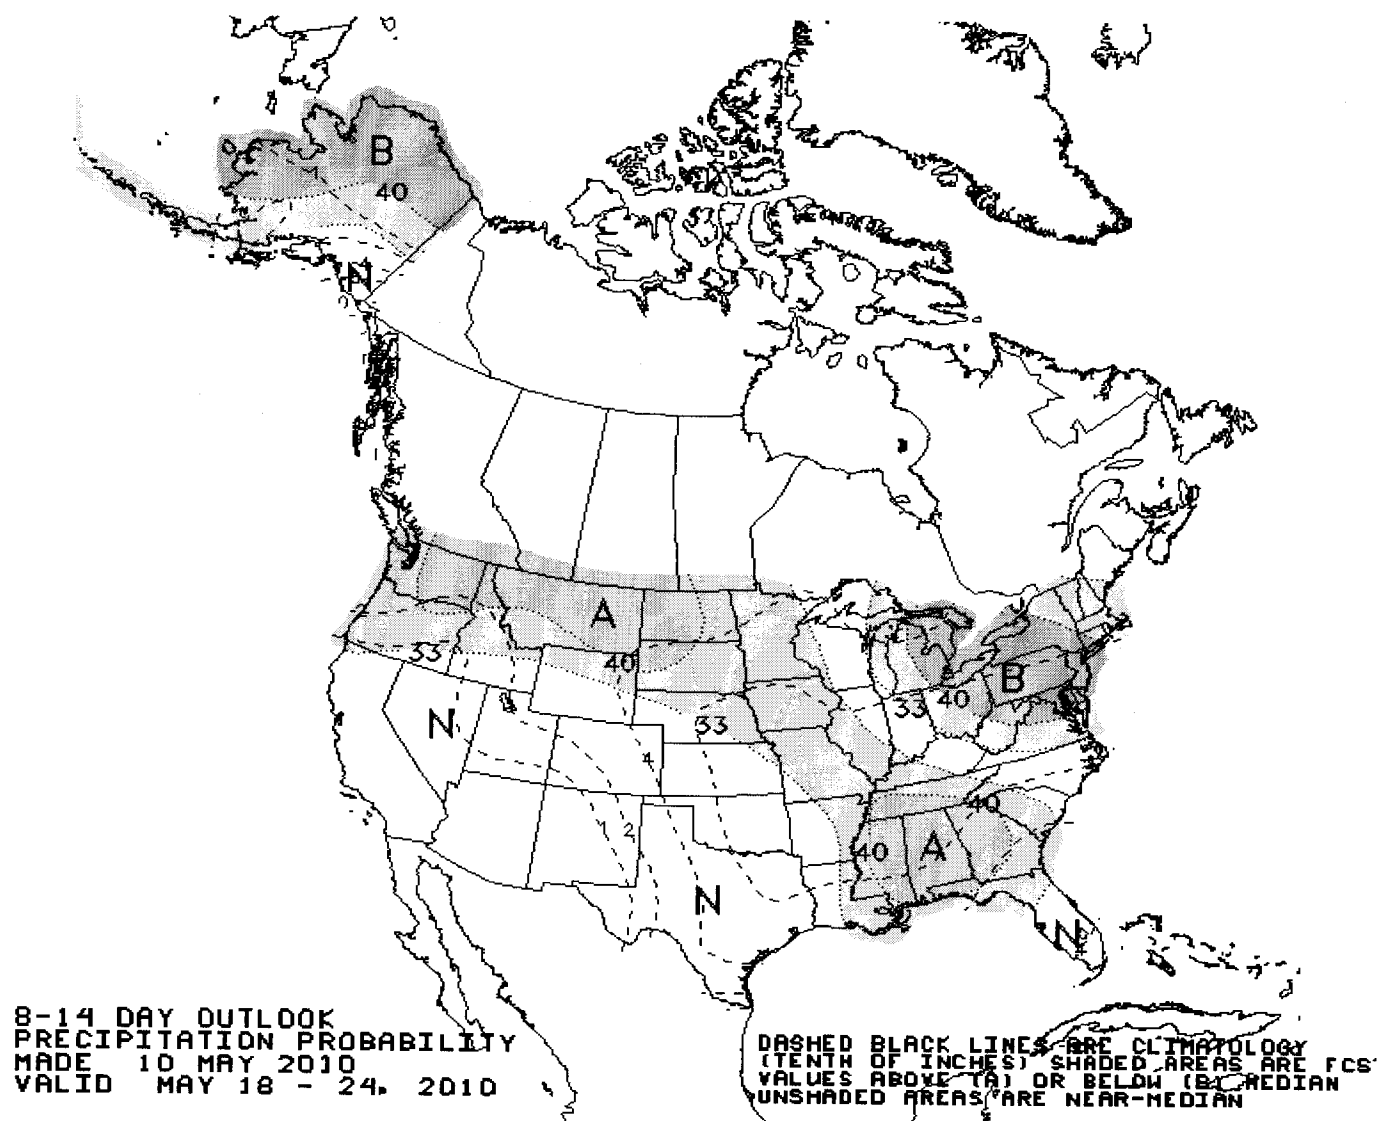 B
40
N
A
33
40
B
N
33
33
40
4
40
2
40
A
N
N
8-14 DAY OUTLOOK
PRECIPITATION PROBABILITY
MADE 10 MAY 2010
VALID MAY 18 - 24, 2010
DASHED BLACK LINES ARE CLIMATOLOGY
(TENTH OF INCHES) SHADED AREAS ARE FCST
VALUES ABOVE (A) OR BELOW (B) MEDIAN
UNSHADED AREAS ARE NEAR-MEDIAN